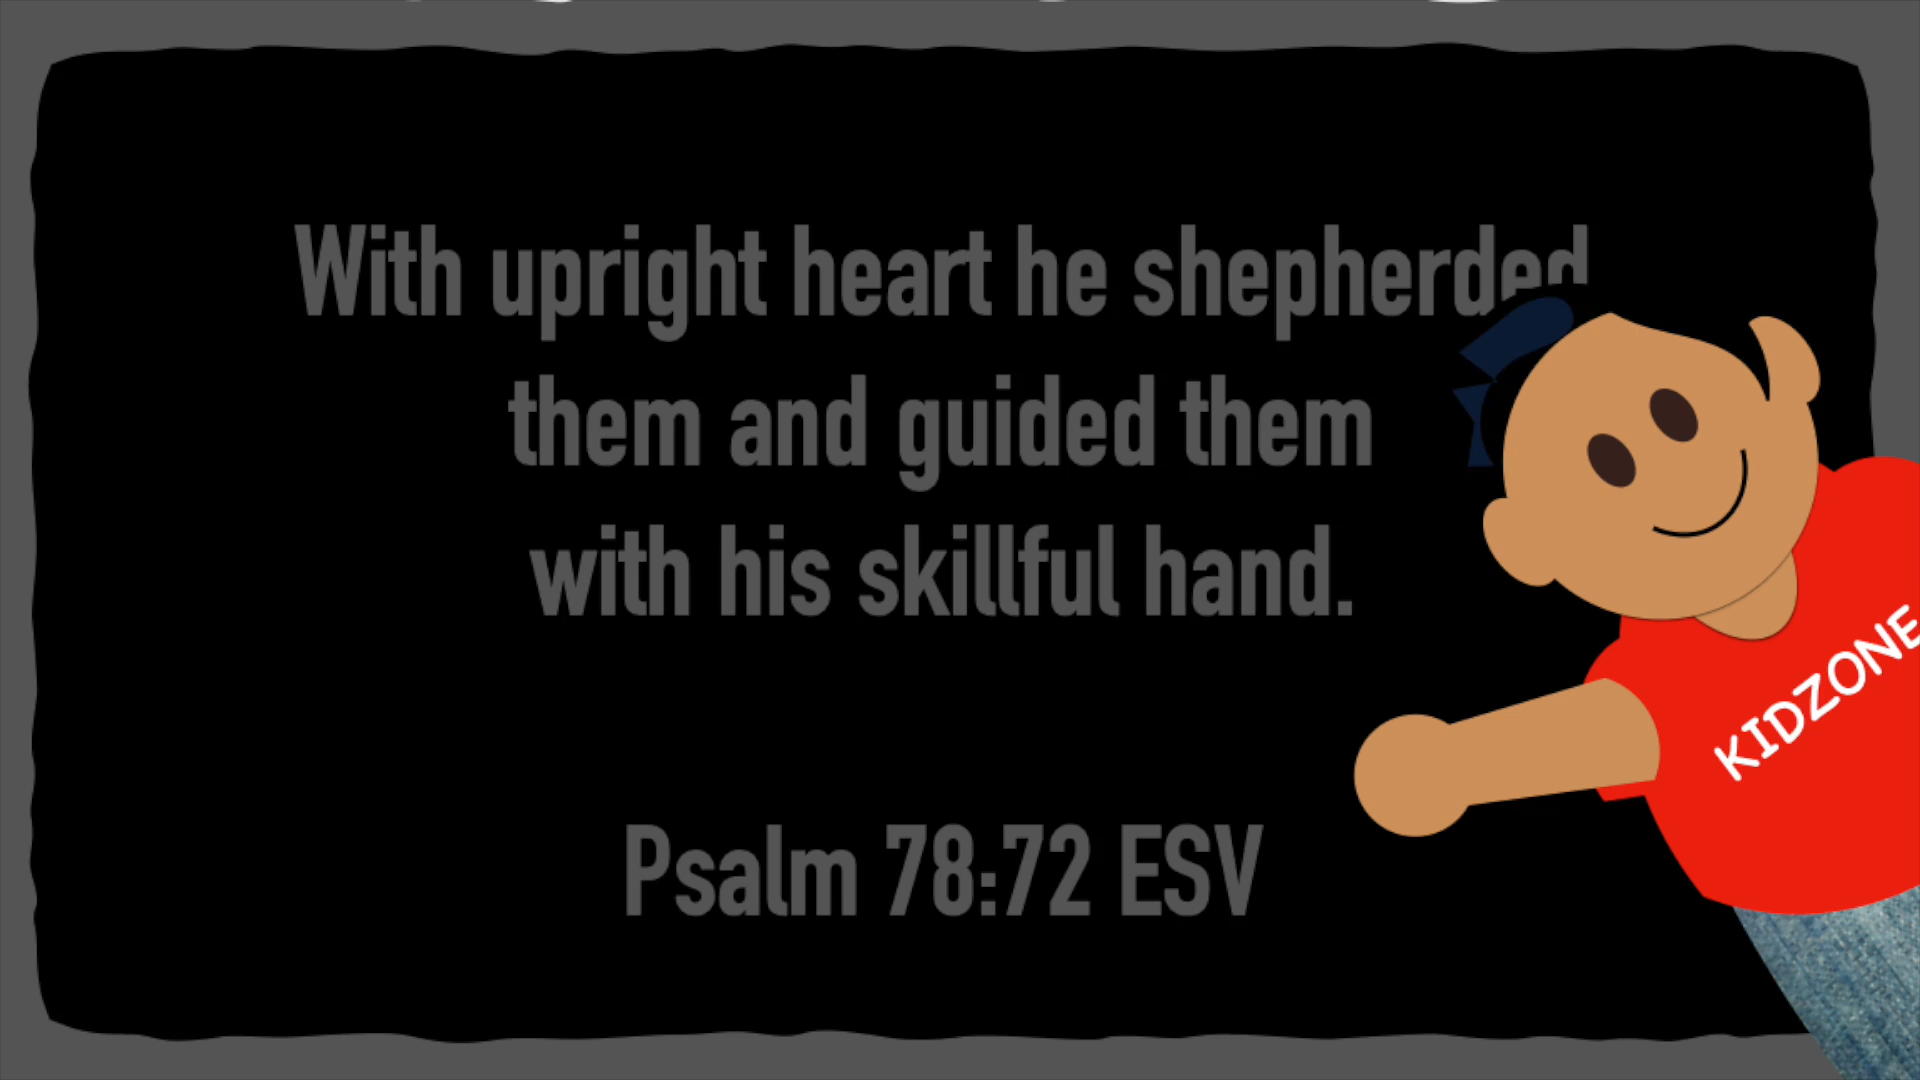 With upright heart he shepherded
them and guided them
with his skillful hand.
Psalm 78:72 ESV
KIDZONE